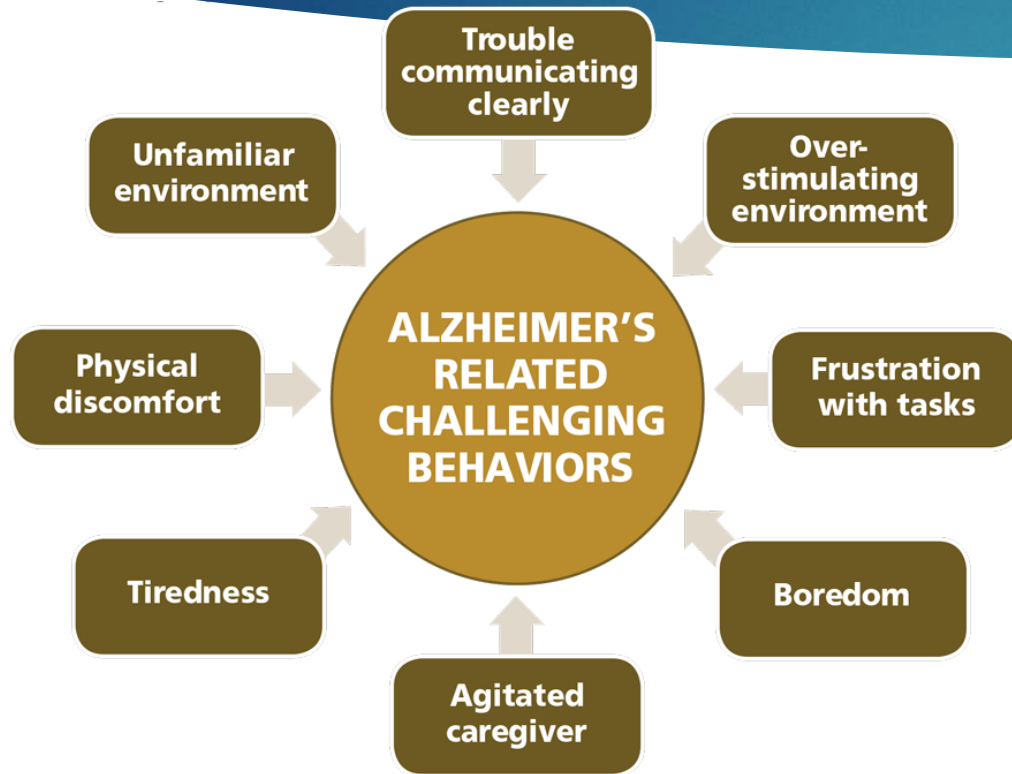 Trouble
communicating
clearly
Unfamiliar
environment
Over-
stimulating
environment
ALZHEIMER’S
RELATED
CHALLENGING
BEHAVIORS
Physical
discomfort
Frustration
with tasks
Tiredness
Boredom
Agitated
caregiver